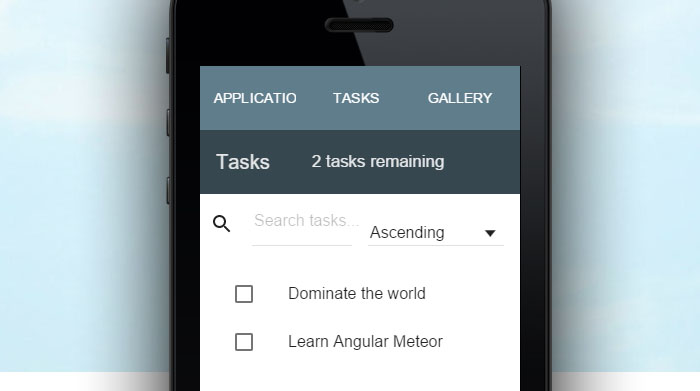 APPLICATIO TASKS GALLERY
Tasks 2 tasks remaining
Search tasks... Ascending
Dominate the world
Learn Angular Meteor